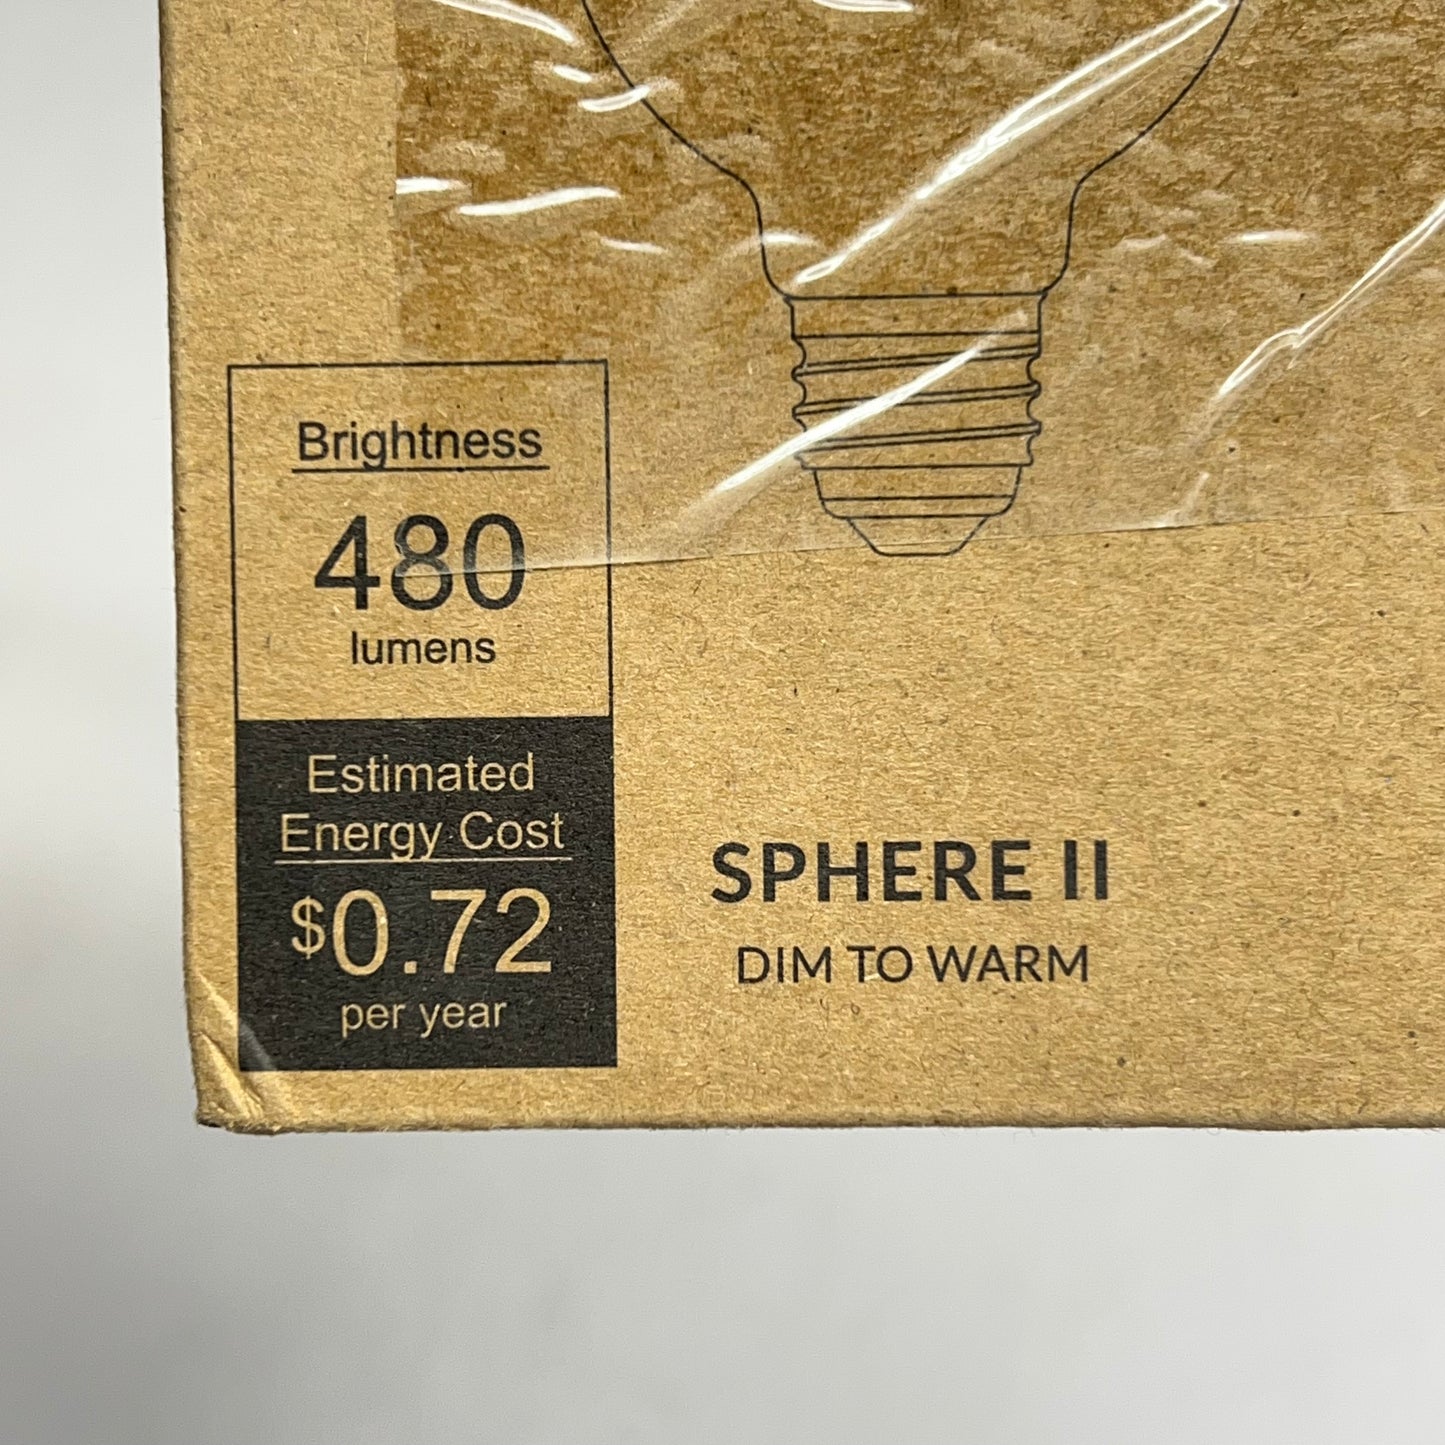 Brightness
480
lumens
Estimated
Energy Cost
$0.72
per year
SPHERE II
DIM TO WARM